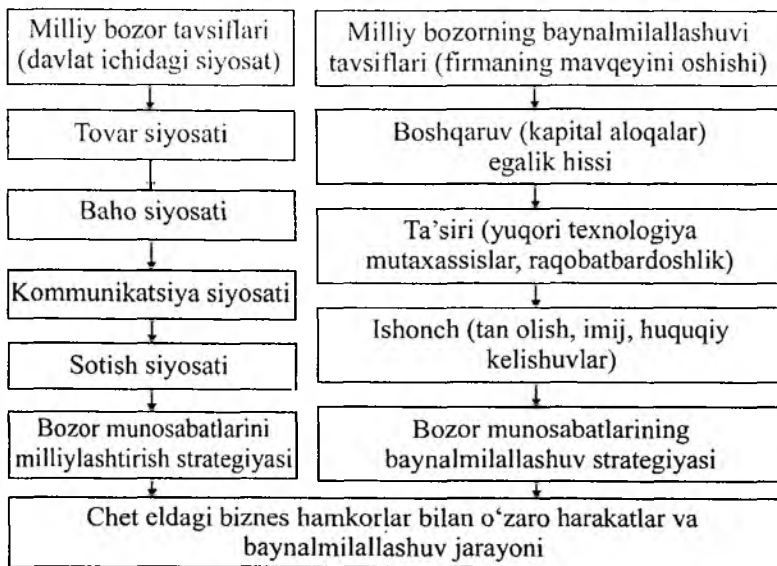 Milliy bozor tavsiflari
(davlat ichidagi siyosat)
Tovar siyosati
Baho siyosati
Kommunikatsiya siyosati
Sotish siyosati
Bozor munosabatlarini
milliylashtirish strategiyasi
Milliy bozorning baynalmilallashuvi
tavsiflari (firmaning mavqeyini oshishi)
Boshqaruv (kapital aloqalar)
egalik hissi
Ta’siri (yuqori texnologiya
mutaxassislar, raqobatbardoshlik)
Ishonch (tan olish, imij, huquqiy
kelishuvlar)
Bozor munosabatlarining
baynalmilallashuv strategiyasi
Chet eldagi biznes hamkorlar bilan o‘zaro harakatlar va
baynalmilallashuv jarayoni